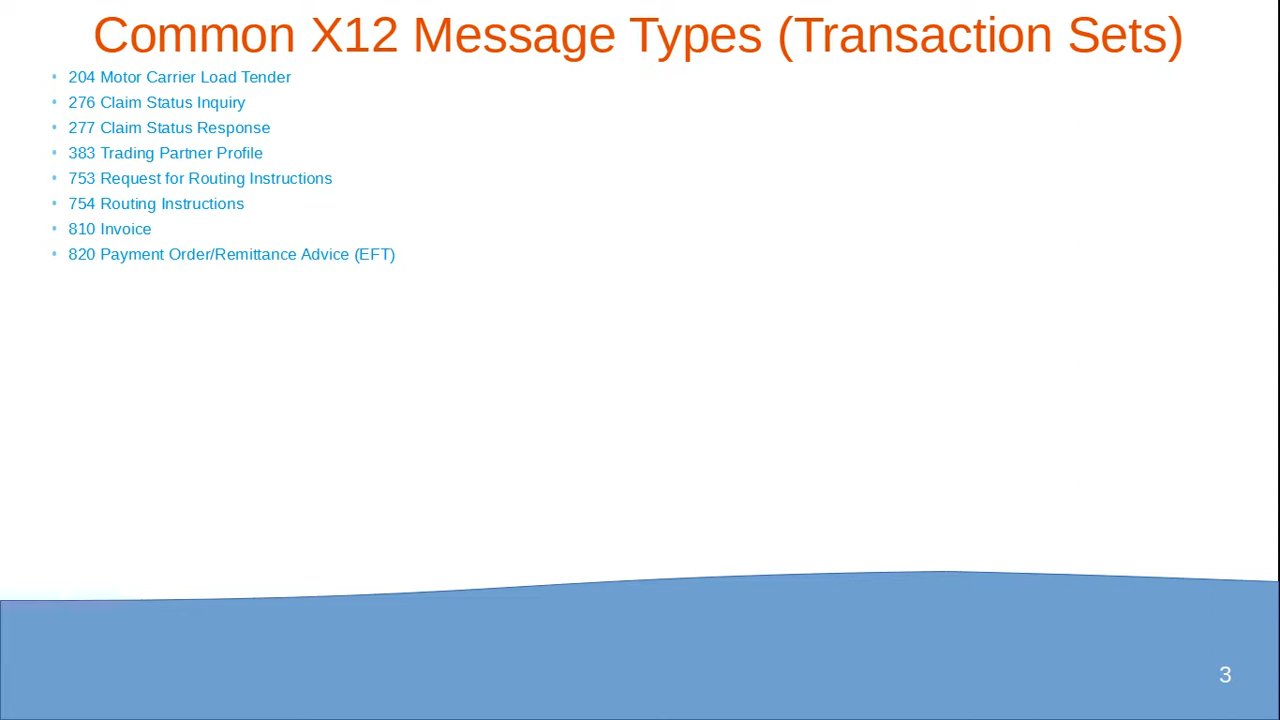 Common X12 Message Types (Transaction Sets)
• 204 Motor Carrier Load Tender
• 276 Claim Status Inquiry
• 277 Claim Status Response
• 383 Trading Partner Profile
• 753 Request for Routing Instructions
• 754 Routing Instructions
• 810 Invoice
• 820 Payment Order/Remittance Advice (EFT)
3